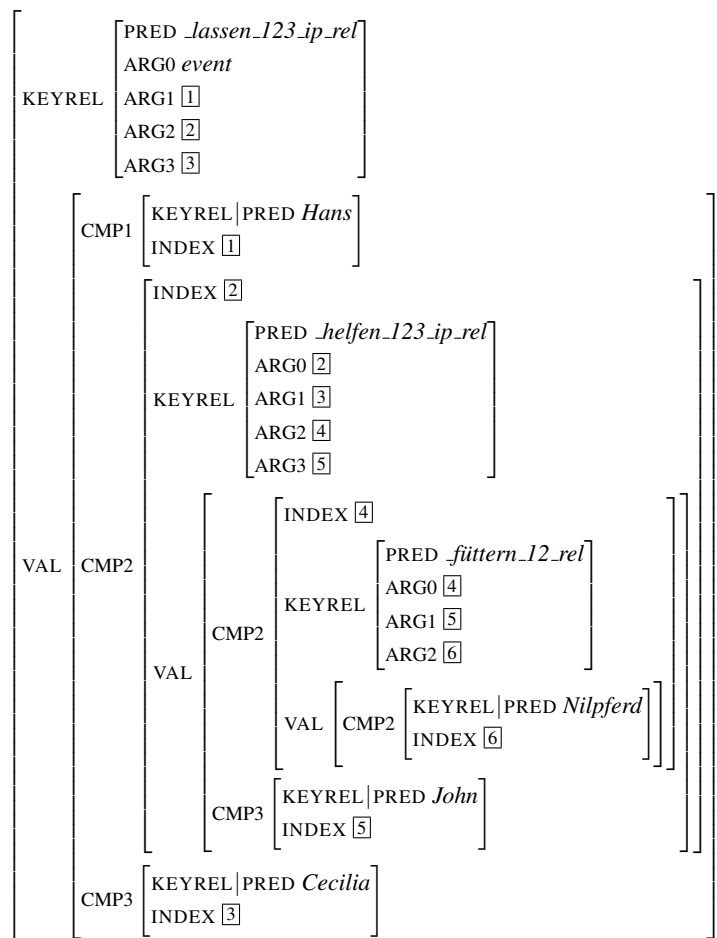 PRED _lassen_123_ip_rel
ARG0 event
KEYREL ARG1 1
ARG2 2
ARG3 3
CMP1 KEYREL|PRED Hans
INDEX 1
INDEX 2
PRED _helfen_123_ip_rel
ARG0 2
KEYREL ARG1 3
ARG2 4
ARG3 5
INDEX 4
VAL CMP2 PRED _füttern_12_rel
KEYREL ARG0 4
ARG1 5
CMP2 ARG2 6
VAL
VAL CMP2 KEYREL|PRED Nilpferd
INDEX 6
CMP3 KEYREL|PRED John
INDEX 5
CMP3 KEYREL|PRED Cecilia
INDEX 3